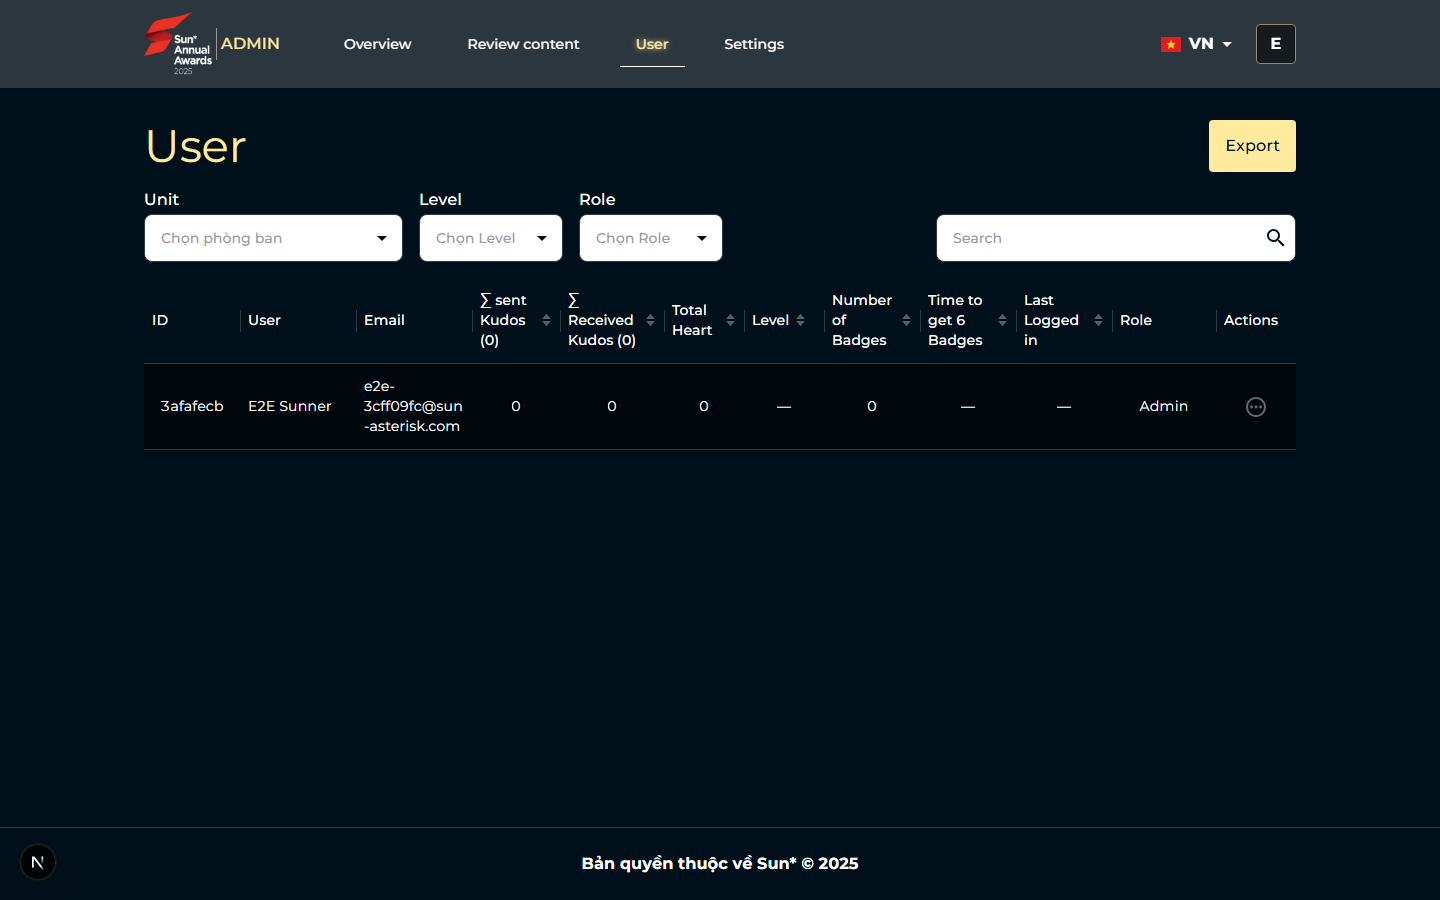 Sun*
Annual
Awards
2025
ADMIN
Overview
Review content
User
Settings
VN
E
User
Export
Unit
Level
Role
Chọn phòng ban
Chọn Level
Chọn Role
Search
ID
User
Email
∑ sent
Kudos
(0)
∑
Received
Kudos (0)
Total
Heart
Level
Number
of
Badges
Time to
get 6
Badges
Last
Logged
in
Role
Actions
3afafecb
E2E Sunner
e2e-
3cff09fc@sun
-asterisk.com
0
0
0
—
0
—
—
Admin
N
Bản quyền thuộc về Sun* © 2025